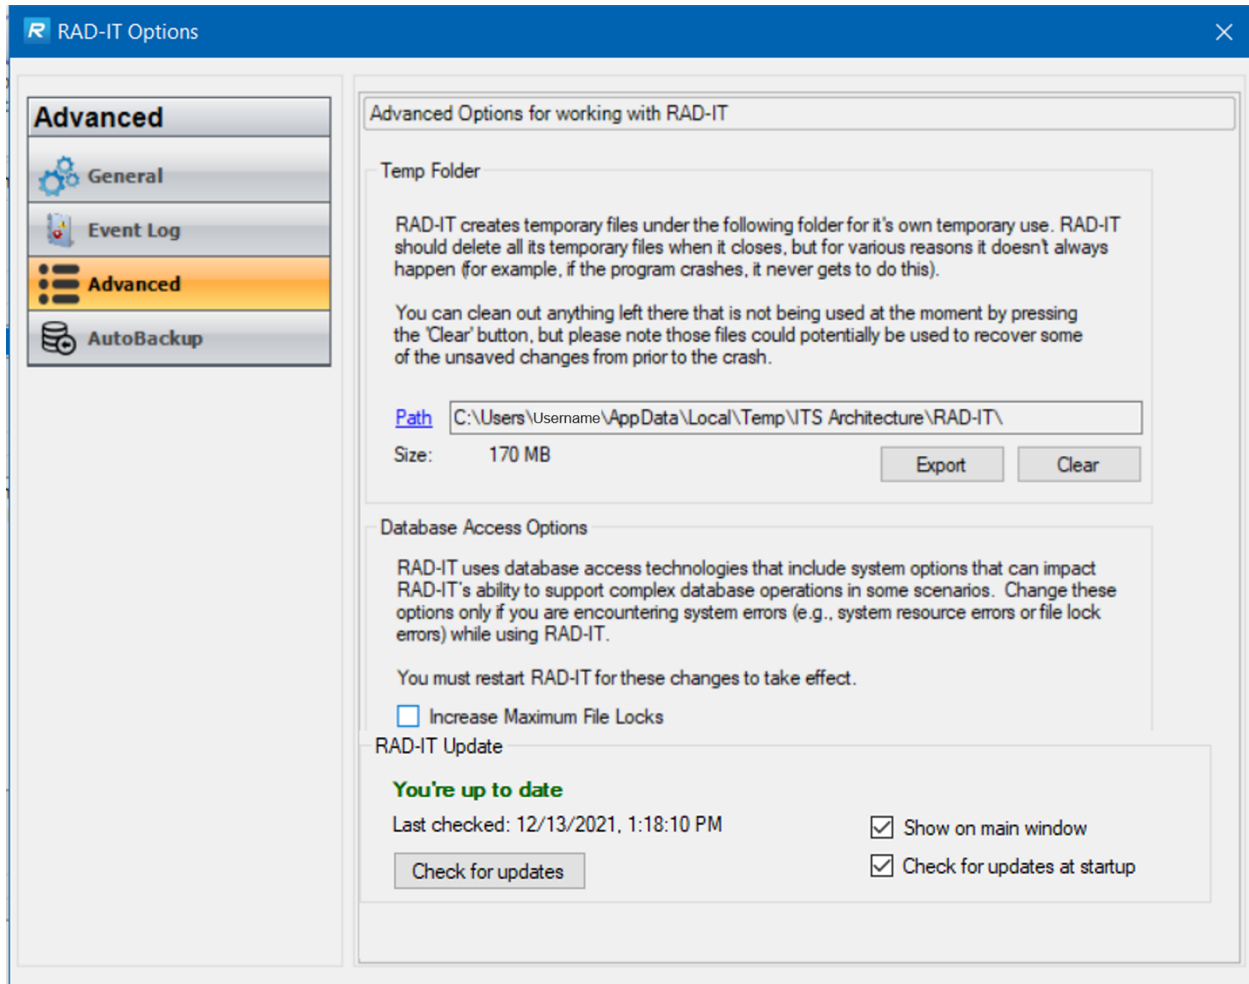 RAD-IT Options
Advanced
General
Event Log
Advanced
AutoBackup
Advanced Options for working with RAD-IT
Temp Folder
RAD-IT creates temporary files under the following folder for it's own temporary use. RAD-IT
should delete all its temporary files when it closes, but for various reasons it doesn't always
happen (for example, if the program crashes, it never gets to do this).
You can clean out anything left there that is not being used at the moment by pressing
the 'Clear' button, but please note those files could potentially be used to recover some
of the unsaved changes from prior to the crash.
Path C:\Users\Username\AppData\Local\Temp\ITS Architecture\RAD-IT\
Size: 170 MB
Export Clear
Database Access Options
RAD-IT uses database access technologies that include system options that can impact
RAD-IT's ability to support complex database operations in some scenarios. Change these
options only if you are encountering system errors (e.g., system resource errors or file lock
errors) while using RAD-IT.
You must restart RAD-IT for these changes to take effect.
Increase Maximum File Locks
RAD-IT Update
You're up to date
Last checked: 12/13/2021, 1:18:10 PM
Show on main window
Check for updates
Check for updates at startup